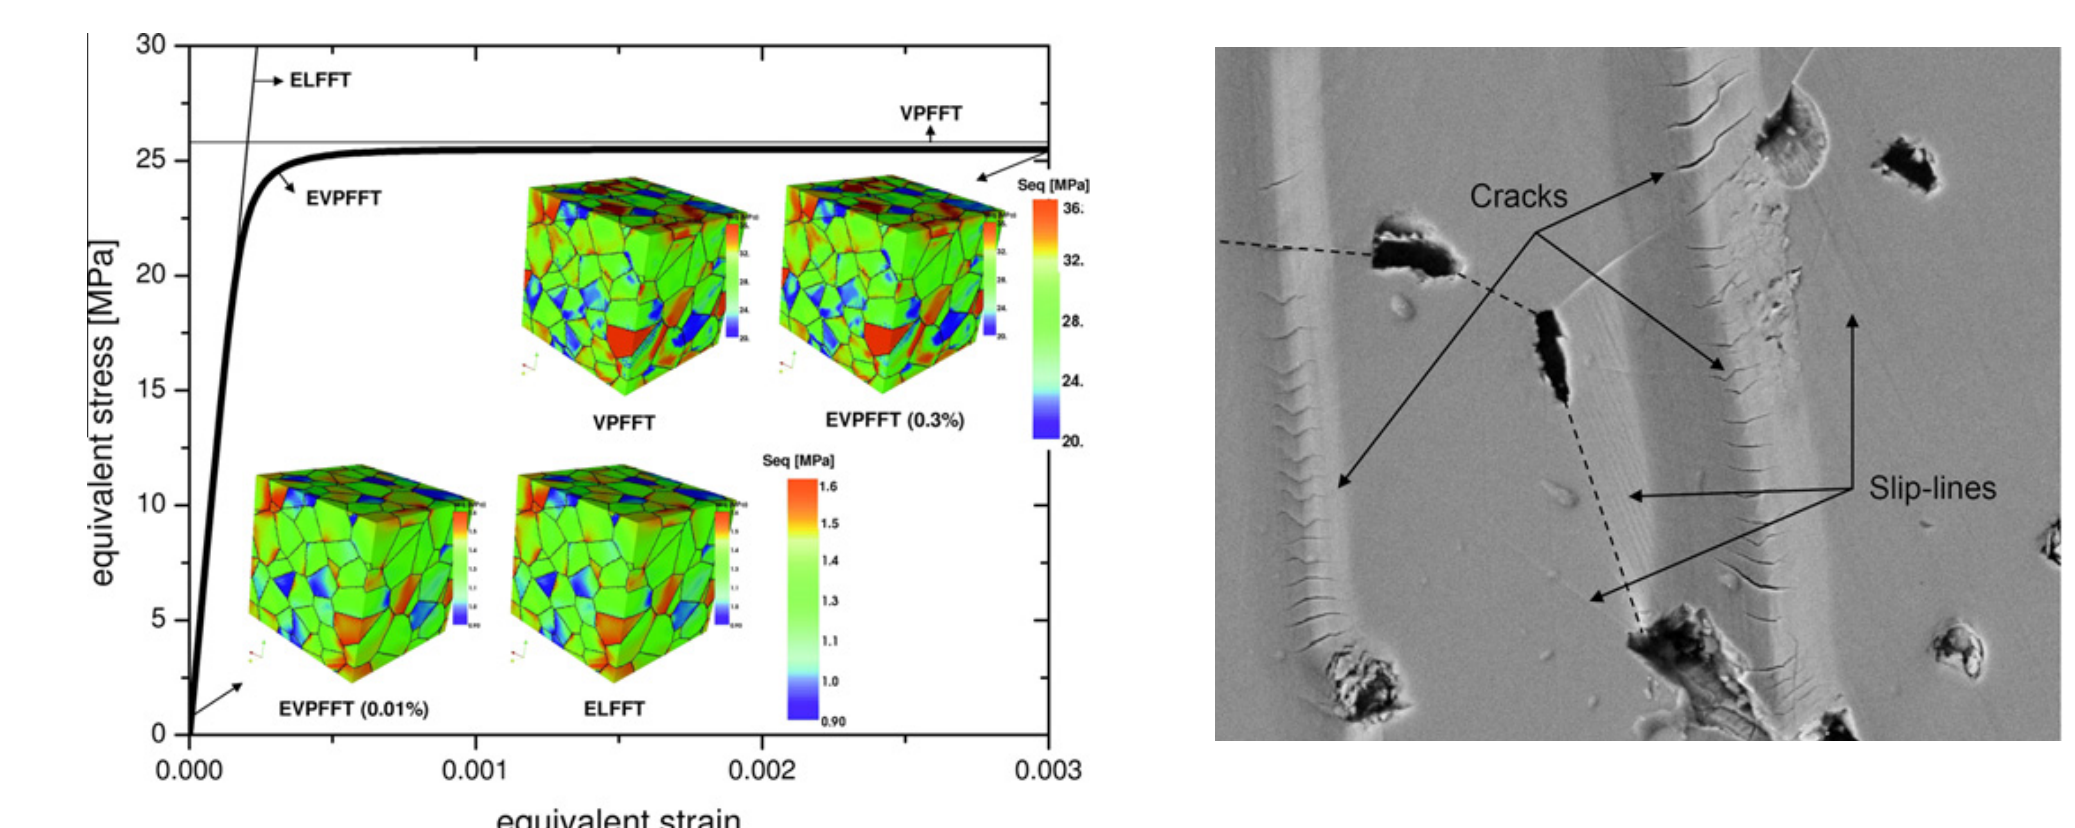 30
25
20
15
10
5
0
equivalent stress [MPa]
0.000
0.001
0.002
0.003
equivalent strain
ELFFT
VPFFT
EVPFFT
Seq [MPa]
36.
32.
28.
24.
20.
VPFFT
EVPFFT (0.3%)
Seq [MPa]
1.6
1.5
1.4
1.3
1.1
1.0
0.90
EVPFFT (0.01%)
ELFFT
Cracks
Slip-lines